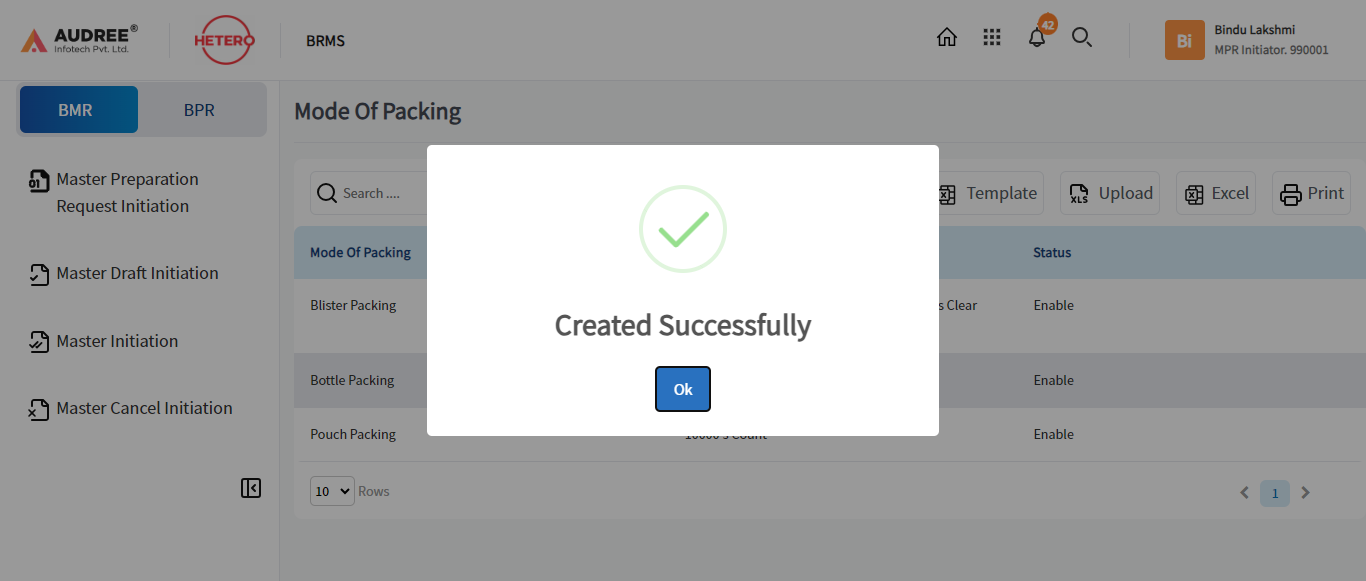 AUDREE®
Infotech Pvt. Ltd.
HETERO
BRMS
42
Bi
Bindu Lakshmi
MPR Initiator. 990001
BMR
BPR
Mode Of Packing
Master Preparation
Request Initiation
Master Draft Initiation
Master Initiation
Master Cancel Initiation
Search ....
Template
XLS
Upload
Excel
Print
Mode Of Packing
Status
Blister Packing
s Clear
Enable
Bottle Packing
Enable
Pouch Packing
Enable
Created Successfully
Ok
10
Rows
1